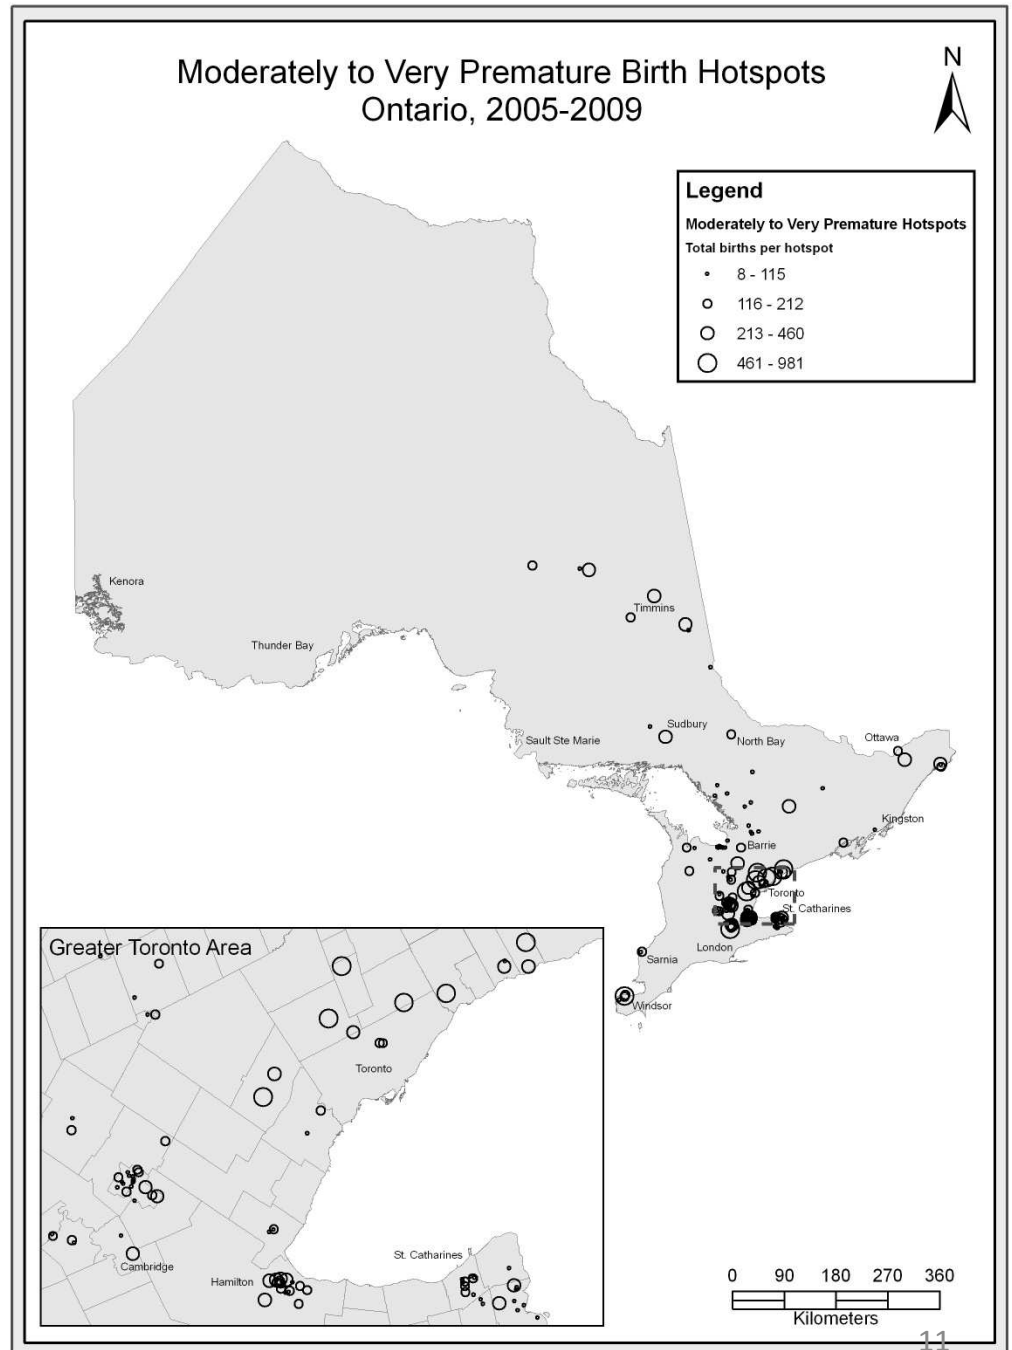 Moderately to Very Premature Birth Hotspots
Ontario, 2005-2009
N
Legend
Moderately to Very Premature Hotspots
Total births per hotspot
8 - 115
116 - 212
213 - 460
461 - 981
Kenora
Thunder Bay
Timmins
Sault Ste Marie
Sudbury
North Bay
Ottawa
Kingston
Barrie
Toronto
St. Catharines
London
Sarnia
Windsor
Greater Toronto Area
Toronto
St. Catharines
Cambridge
Hamilton
0 90 180 270 360
Kilometers
11